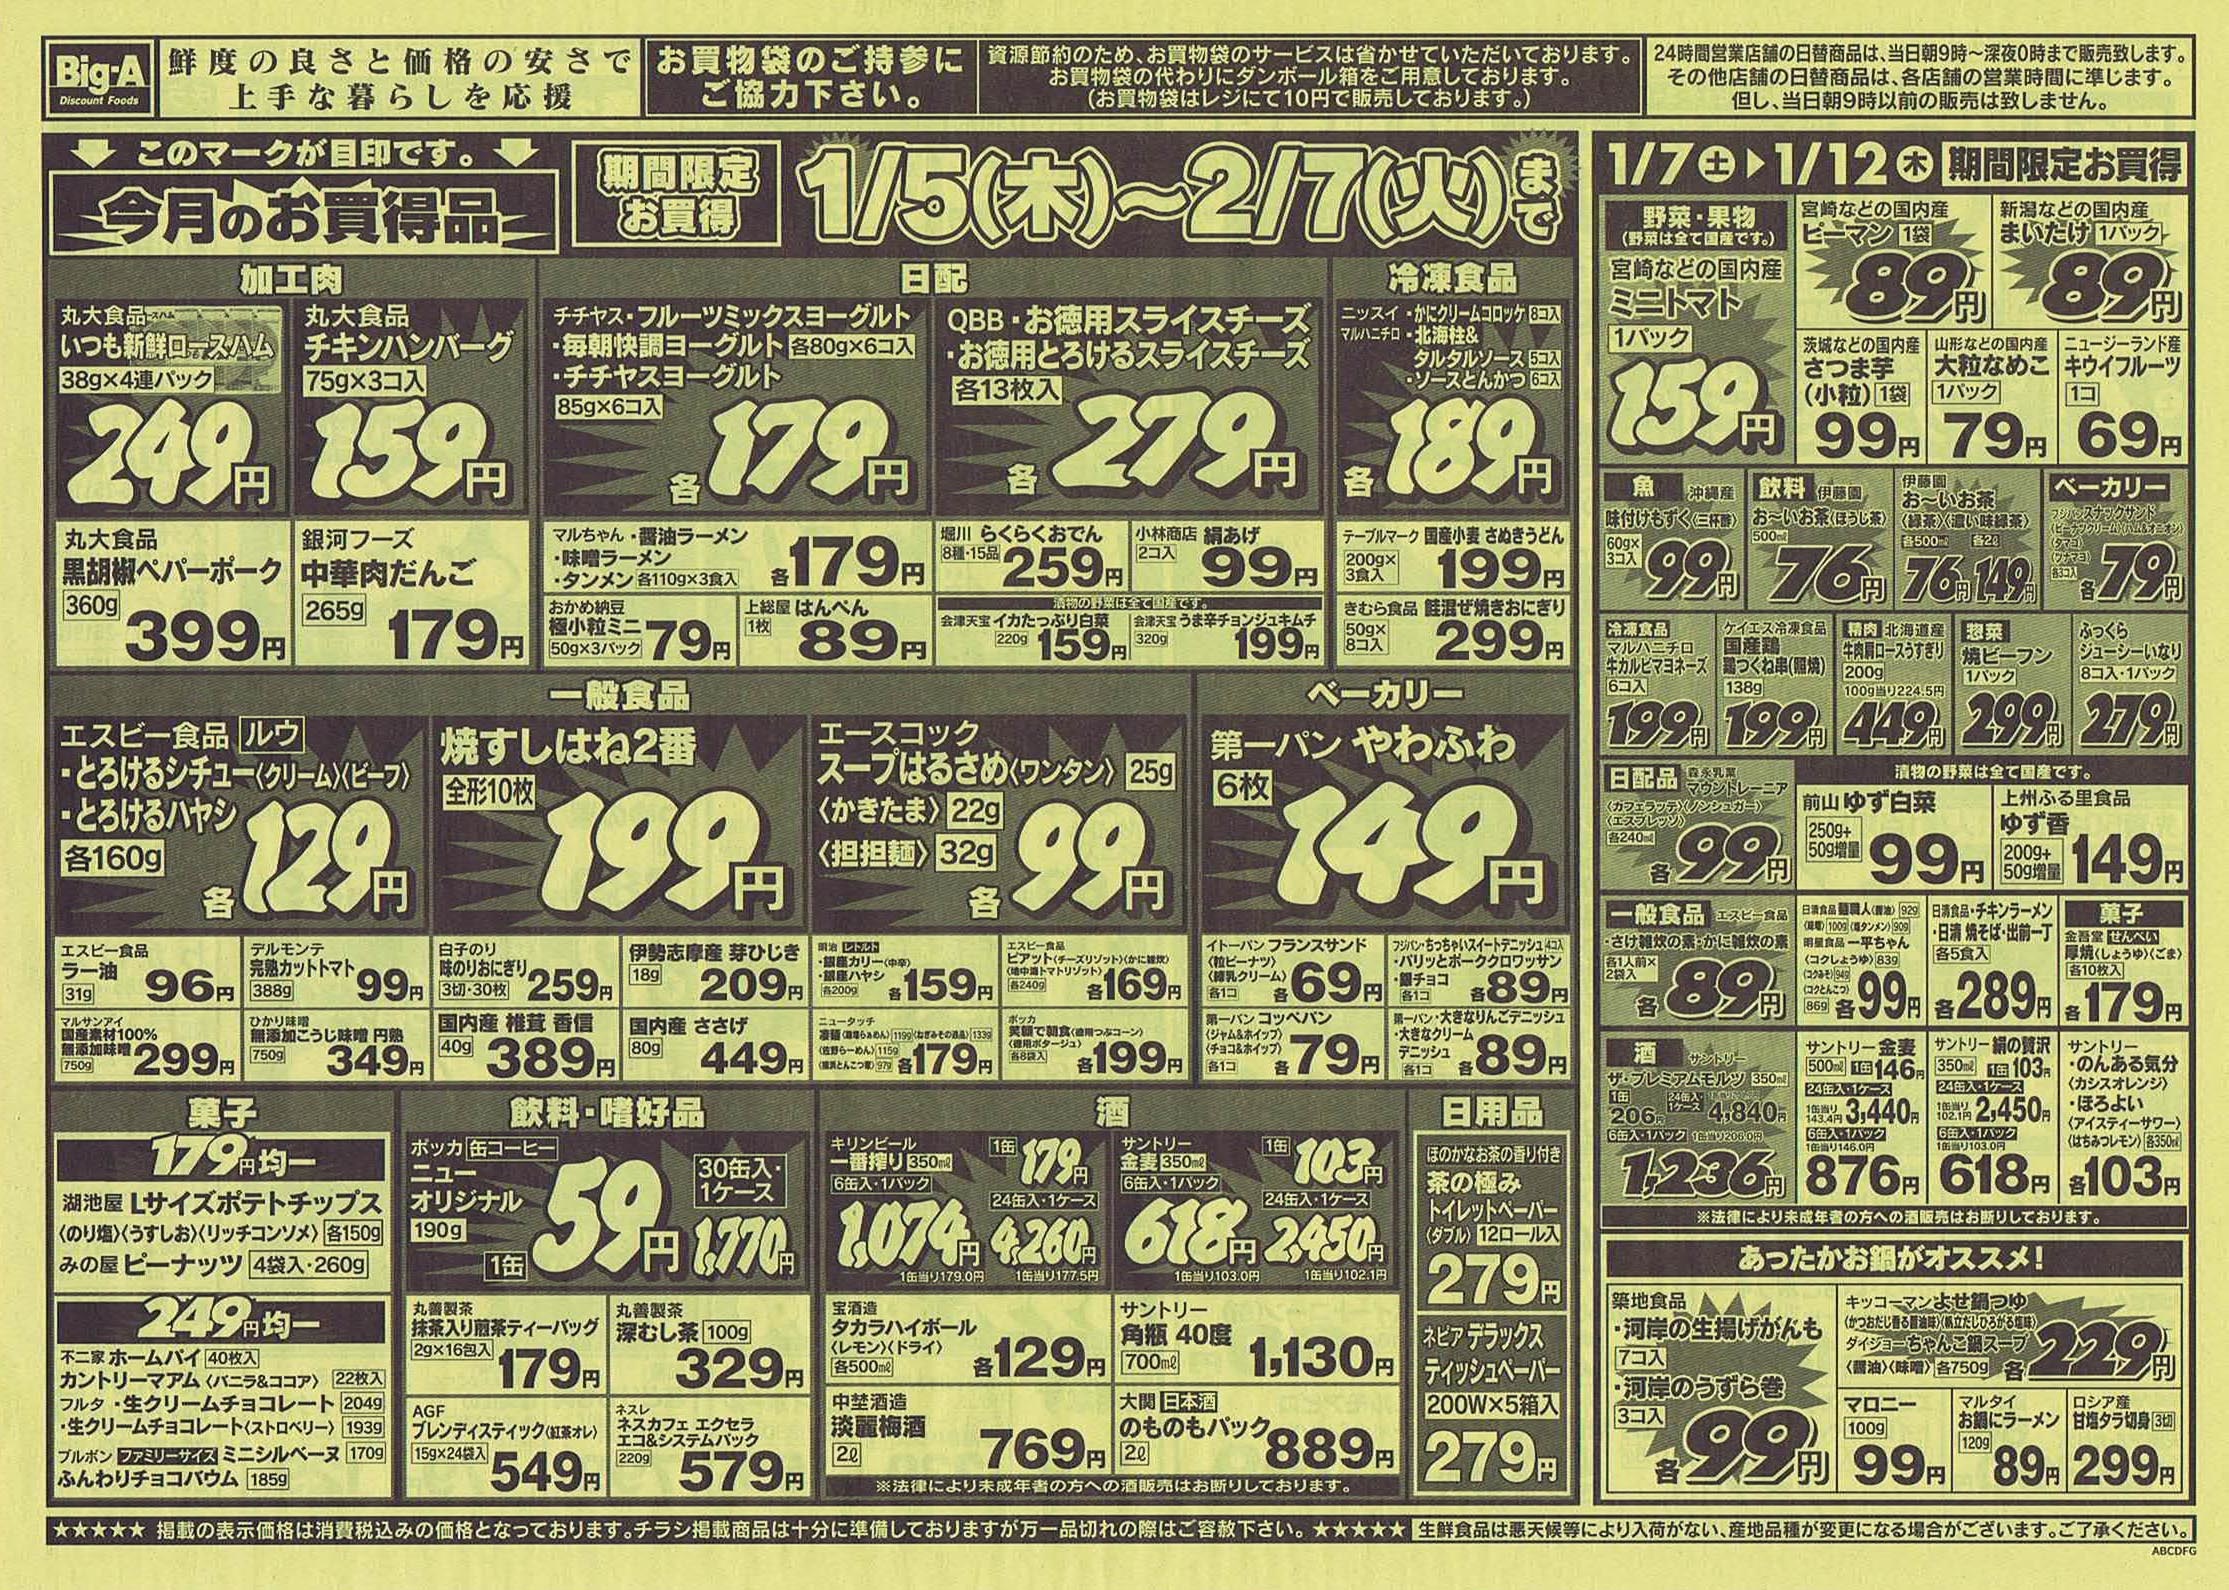 Big-A
Discount Foods
鮮度の良さと価格の安さで
上手な暮らしを応援
お買物袋のご持参に
ご協力下さい。
資源節約のため、お買物袋のサービスは省かせていただいております。
お買物袋の代わりにダンボール箱をご用意しております。
(お買物袋はレジにて10円で販売しております。)
24時間営業店舗の日替商品は、当日朝9時〜深夜0時まで販売致します。
その他店舗の日替商品は、各店舗の営業時間に準じます。
但し、当日朝9時以前の販売は致しません。
このマークが目印です。
今月のお買得品
期間限定
お買得
1/5(木)〜2/7(火)まで
加工肉
丸大食品
いつも新鮮ロースハム
38g×4連パック
249円
丸大食品
チキンハンバーグ
75g×3コ入
159円
丸大食品
黒胡椒ペパーポーク
360g
399円
銀河フーズ
中華肉だんご
265g
179円
日配
チチヤス・フルーツミックスヨーグルト
・毎朝快調ヨーグルト 各80g×6コ入
・チチヤスヨーグルト
85g×6コ入
各179円
QBB・お徳用スライスチーズ
・お徳用とろけるスライスチーズ
各13枚入
各279円
マルちゃん・醤油ラーメン
・味噌ラーメン
・タンメン 各110g×3食入
各179円
堀川 らくらくおでん
8種・15品
259円
小林商店 絹あげ
2コ入
99円
おかめ納豆
極小粒ミニ
50g×3パック
79円
上総屋 はんぺん
1枚
89円
漬物の野菜は全て国産です。
会津天宝 イカたっぷり白菜
220g
159円
会津天宝 うま辛チョンジュキムチ
320g
199円
冷凍食品
ニッスイ・かにクリームコロッケ 8コ入
マルハニチロ・北海柱&
タルタルソース 5コ入
・ソースとんかつ 6コ入
各189円
テーブルマーク 国産小麦 さぬきうどん
200g×
3食入
199円
きむら食品 鮭混ぜ焼きおにぎり
50g×
8コ入
299円
一般食品
エスビー食品 ルウ
・とろけるシチュー〈クリーム〉〈ビーフ〉
・とろけるハヤシ
各160g
各129円
焼すしはね2番
全形10枚
199円
エースコック
スープはるさめ〈ワンタン〉 25g
〈かきたま〉 22g
〈担担麺〉 32g
各99円
エスビー食品
ラー油
31g
96円
デルモンテ
完熟カットトマト
388g
99円
白子のり
味のりおにぎり
3切・30枚
259円
伊勢志摩産 芽ひじき
18g
209円
明治 レトルト
・銀座カリー〈中辛〉
・銀座ハヤシ
各200g
各159円
エスビー食品
ピアット〈チーズリゾット〉〈かに雑炊〉
〈地中海トマトリゾット〉
各240g
各169円
マルサンアイ
国産素材100%
無添加味噌
750g
299円
ひかり味噌
無添加こうじ味噌 円熟
750g
349円
国内産 椎茸 香信
40g
389円
国内産 ささげ
80g
449円
ニュータッチ
〈佐野らーめん〉 115g
各179円
ポッカ
笑顔で朝食〈徳用つぶコーン〉
〈徳用ポタージュ〉
各8袋入
各199円
ベーカリー
第一パン やわふわ
6枚
149円
イトーパン フランスサンド
〈粒ピーナツ〉
〈練乳クリーム〉
各1コ
各69円
フジパン・ちっちゃいスイートデニッシュ 4コ入
・パリッとポーククロワッサン
・銀チョコ
各1コ
各89円
第一パン コッペパン
〈ジャム&ホイップ〉
〈チョコ&ホイップ〉
各1コ
各79円
第一パン・大きなりんごデニッシュ
・大きなクリーム
デニッシュ
各1コ
各89円
菓子
179円均一
湖池屋 Lサイズポテトチップス
〈のり塩〉〈うすしお〉〈リッチコンソメ〉 各150g
みの屋 ピーナッツ 4袋入・260g
249円均一
不二家 ホームパイ 40枚入
カントリーマアム〈バニラ&ココア〉 22枚入
フルタ・生クリームチョコレート 204g
・生クリームチョコレート〈ストロベリー〉 193g
ブルボン ファミリーサイズ ミニシルベーヌ 170g
ふんわりチョコバウム 185g
飲料・嗜好品
ポッカ 缶コーヒー
ニュー
オリジナル
190g
1缶
59円
30缶入・
1ケース
1,770円
丸善製茶
抹茶入り煎茶ティーバッグ
2g×16包入
179円
丸善製茶
深むし茶 100g
329円
AGF
ブレンディスティック〈紅茶オレ〉
15g×24袋入
549円
ネスレ
ネスカフェ エクセラ
エコ&システムパック
220g
579円
酒
キリンビール
一番搾り 350ml
1缶 179円
6缶入・1パック
1,074円
1缶当り179.0円
24缶入・1ケース
4,260円
1缶当り177.5円
サントリー
金麦 350ml
1缶 103円
6缶入・1パック
618円
1缶当り103.0円
24缶入・1ケース
2,450円
1缶当り102.1円
宝酒造
タカラハイボール
〈レモン〉〈ドライ〉
各500ml
各129円
サントリー
角瓶 40度
700ml
1,130円
中埜酒造
淡麗梅酒
2ℓ
769円
大関 日本酒
のものもパック
2ℓ
889円
※法律により未成年者の方への酒販売はお断りしております。
日用品
ほのかなお茶の香り付き
茶の極み
トイレットペーパー
〈ダブル〉 12ロール入
279円
ネピア デラックス
ティッシュペーパー
200W×5箱入
279円
1/7土▶1/12木 期間限定お買得
野菜・果物
(野菜は全て国産です。)
宮崎などの国内産
ミニトマト
1パック
159円
宮崎などの国内産
ピーマン 1袋
89円
新潟などの国内産
まいたけ 1パック
89円
茨城などの国内産
さつま芋
(小粒) 1袋
99円
山形などの国内産
大粒なめこ
1パック
79円
ニュージーランド産
キウイフルーツ
1コ
69円
魚 沖縄産
味付けもずく〈三杯酢〉
60g×
3コ入
99円
飲料 伊藤園
お〜いお茶〈ほうじ茶〉
500ml
76円
伊藤園
お〜いお茶
〈緑茶〉〈濃い味緑茶〉
各500ml 各2ℓ
76円 149円
ベーカリー
フジパン スナックサンド
各79円
冷凍食品
マルハニチロ
牛カルビマヨネーズ
6コ入
199円
ケイエス冷凍食品
国産鶏
鶏つくね串(照焼)
138g
199円
精肉 北海道産
牛肉肩ロースうすぎり
200g
100g当り224.5円
449円
惣菜
焼ビーフン
1パック
299円
ふっくら
ジューシーいなり
8コ入・1パック
279円
日配品 森永乳業
マウントレーニア
〈カフェラッテ〉〈ノンシュガー〉
〈エスプレッソ〉
各240ml
各99円
漬物の野菜は全て国産です。
前山 ゆず白菜
250g+
50g増量
99円
上州ふる里食品
ゆず香
200g+
50g増量
149円
一般食品 エスビー食品
・さけ雑炊の素・かに雑炊の素
各1人前×
2袋入
各89円
日清食品 麺職人〈醤油〉 92g
〈味噌〉 100g 〈塩タンメン〉 90g
明星食品 一平ちゃん
〈コクしょうゆ〉 83g
〈コクみそ〉 94g
〈コクとんこつ〉
86g
各99円
日清食品・チキンラーメン
・日清 焼そば・出前一丁
各5食入
各289円
菓子
金吾堂 せんべい
厚焼〈しょうゆ〉〈ごま〉
各10枚入
各179円
酒 サントリー
ザ・プレミアムモルツ 350ml
1缶
206円
24缶入・
1ケース
4,840円
6缶入・1パック 1缶当り206.0円
1,236円
サントリー 金麦
500ml 1缶 146円
24缶入・1ケース
1缶当り
143.4円 3,440円
6缶入・1パック
1缶当り146.0円
876円
サントリー 絹の贅沢
350ml 1缶 103円
24缶入・1ケース
1缶当り
102.1円 2,450円
6缶入・1パック
1缶当り103.0円
618円
サントリー
・のんある気分
〈カシスオレンジ〉
・ほろよい
〈アイスティーサワー〉
〈はちみつレモン〉 各350ml
各103円
※法律により未成年者の方への酒販売はお断りしております。
あったかお鍋がオススメ!
築地食品
・河岸の生揚げがんも
7コ入
・河岸のうずら巻
3コ入
各99円
キッコーマン よせ鍋つゆ
〈かつおだし香る醤油味〉〈帆立だしひろがる塩味〉
ダイショー ちゃんこ鍋スープ
〈醤油〉〈味噌〉 各750g
各229円
マロニー
100g
99円
マルタイ
お鍋にラーメン
120g
89円
ロシア産
甘塩タラ切身 3切
299円
★★★★★ 掲載の表示価格は消費税込みの価格となっております。チラシ掲載商品は十分に準備しておりますが万一品切れの際はご容赦下さい。★★★★★
生鮮食品は悪天候等により入荷がない、産地品種が変更になる場合がございます。ご了承ください。
ABCDFG